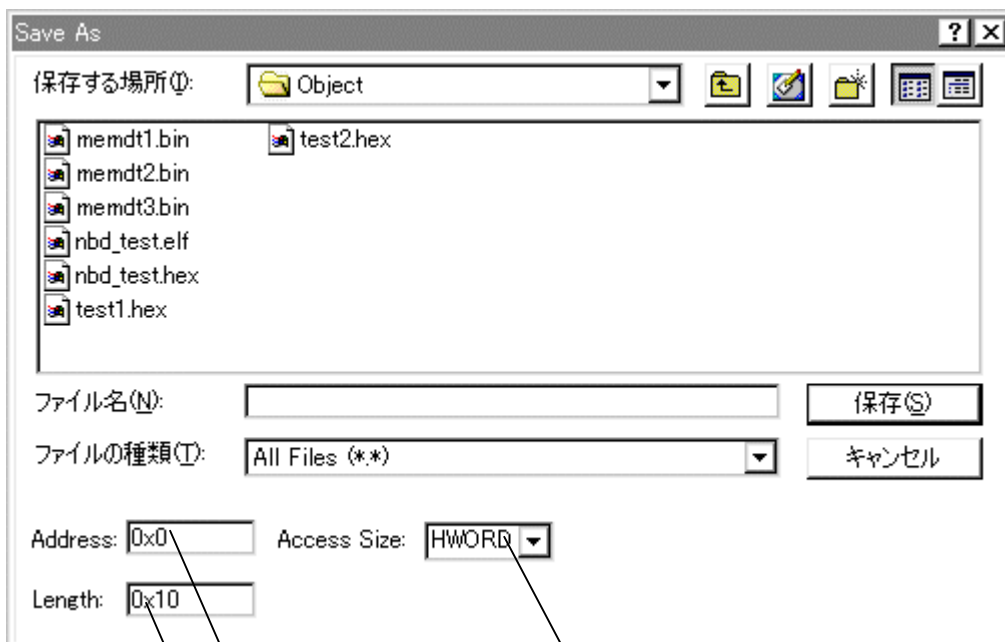 Save As
保存する場所(I):
Object
memdt1.bin
memdt2.bin
memdt3.bin
nbd_test.elf
nbd_test.hex
test1.hex
test2.hex
ファイル名(N):
保存(S)
ファイルの種類(T):
All Files (*.*)
キャンセル
Address: 0x0
Access Size: HWORD
Length: 0x10